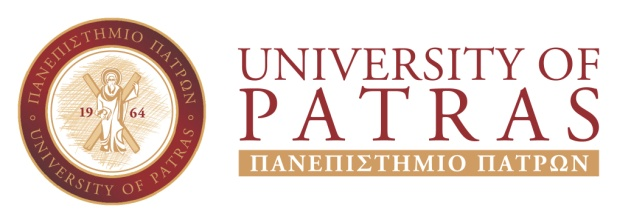 ΠΑΝΕΠΙΣΤΗΜΙΟ ΠΑΤΡΩΝ
19 64
UNIVERSITY OF PATRAS
UNIVERSITY OF
PATRAS
ΠΑΝΕΠΙΣΤΗΜΙΟ ΠΑΤΡΩΝ